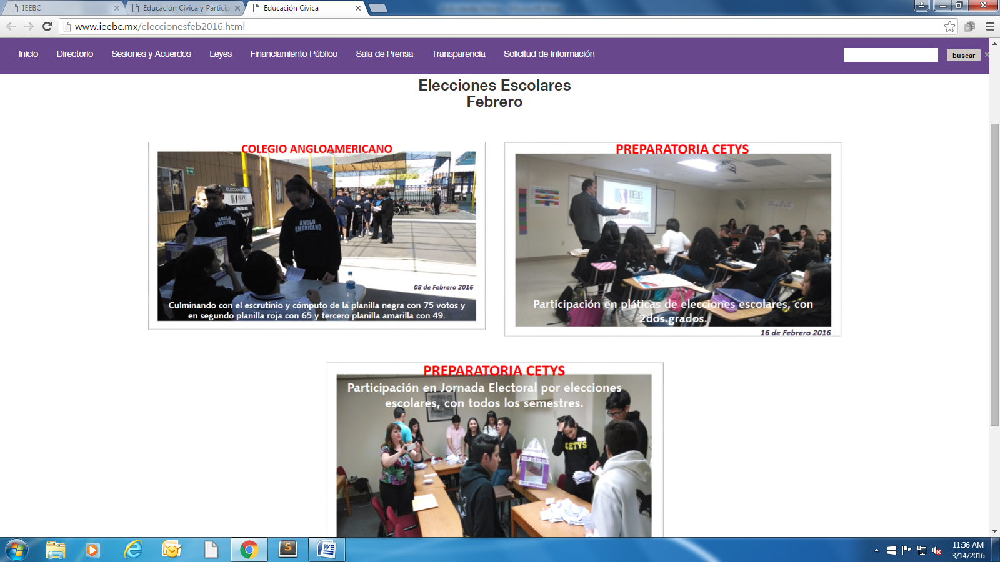 IEEBC
Educación Cívica y Particip
Educación Cívica
www.ieebc.mx/eleccionesfeb2016.html
Inicio Directorio Sesiones y Acuerdos Leyes Financiamiento Público Sala de Prensa Transparencia Solicitud de Información
buscar
Elecciones Escolares
Febrero
COLEGIO ANGLOAMERICANO
ELECCION
IEPC
ANGLO
AMERICANO
ANGLO
AMERICANO
08 de Febrero 2016
Culminando con el escrutinio y cómputo de la planilla negra con 75 votos y
en segundo planilla roja con 65 y tercero planilla amarilla con 49.
PREPARATORIA CETYS
IEE
Escolares
Participación en pláticas de elecciones escolares, con
2dos.grados.
16 de Febrero 2016
PREPARATORIA CETYS
Participación en Jornada Electoral por elecciones
escolares, con todos los semestres.
CETYS
11:36 AM
3/14/2016